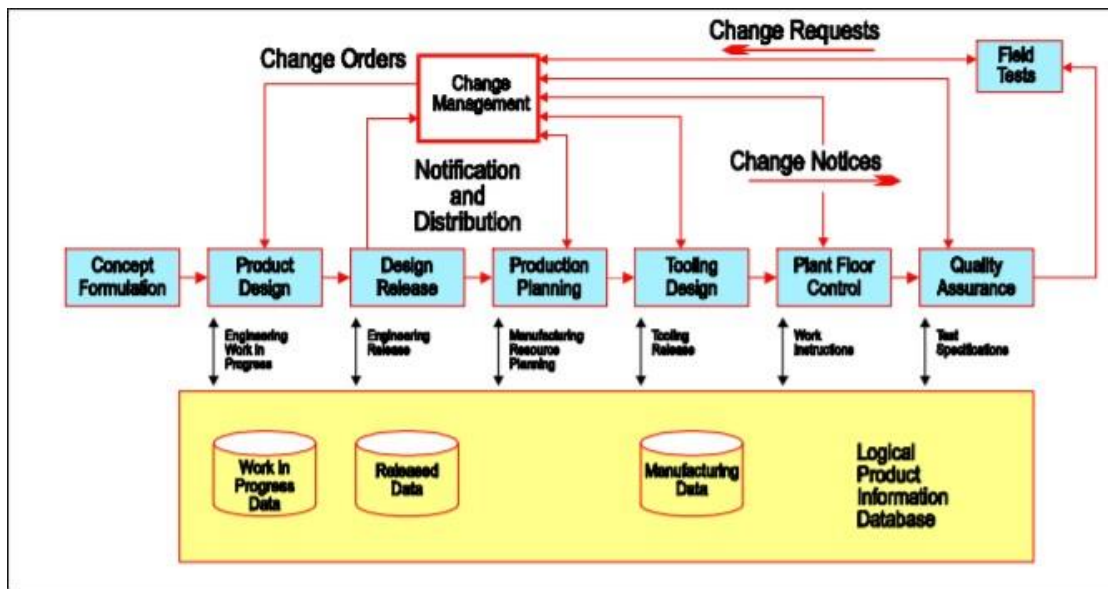 Change Requests
Field
Tests
Change Orders
Change
Management
Notification
and
Distribution
Change Notices
Concept
Formulation
Product
Design
Design
Release
Production
Planning
Tooling
Design
Plant Floor
Control
Quality
Assurance
Engineering
Work in
Progress
Engineering
Release
Manufacturing
Resource
Planning
Tooling
Release
Work
Instructions
Test
Specifications
Work In
Progress
Data
Released
Data
Manufacturing
Data
Logical
Product
Information
Database